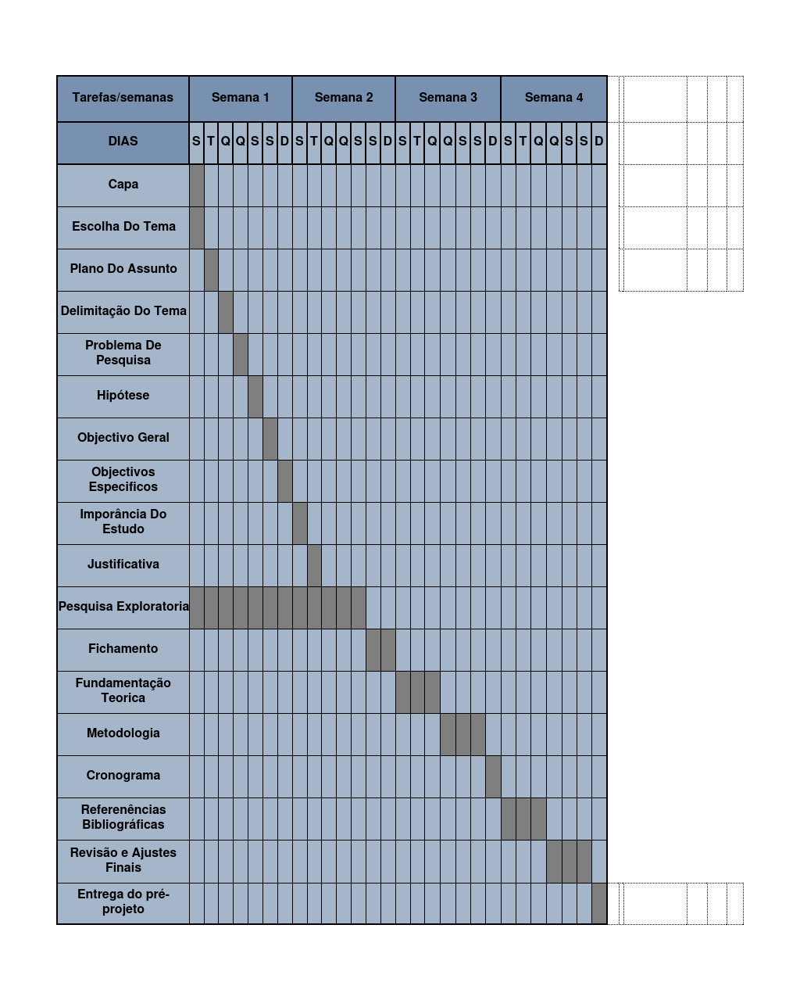 Tarefas/semanas Semana 1 Semana 2 Semana 3 Semana 4
DIAS S T Q Q S S D S T Q Q S S D S T Q Q S S D S T Q Q S S D
Capa
Escolha Do Tema
Plano Do Assunto
Delimitação Do Tema
Problema De
Pesquisa
Hipótese
Objectivo Geral
Objectivos
Especificos
Imporância Do
Estudo
Justificativa
Pesquisa Exploratoria
Fichamento
Fundamentação
Teorica
Metodologia
Cronograma
Referenências
Bibliográficas
Revisão e Ajustes
Finais
Entrega do pré-
projeto